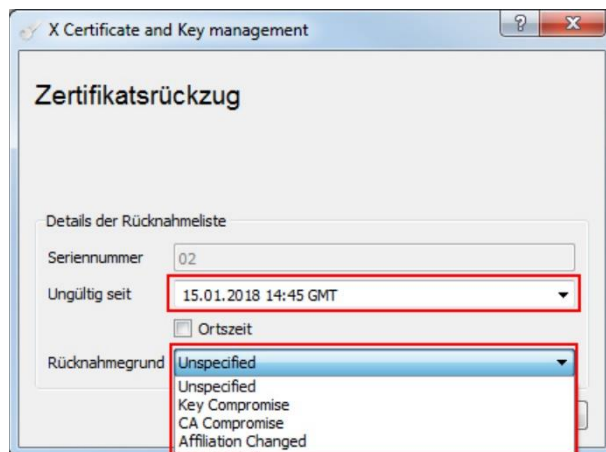 X Certificate and Key management
Zertifikatsrückzug
Details der Rücknahmeliste
Seriennummer 02
Ungültig seit 15.01.2018 14:45 GMT
Ortszeit
Rücknahmegrund Unspecified
Unspecified
Key Compromise
CA Compromise
Affiliation Changed